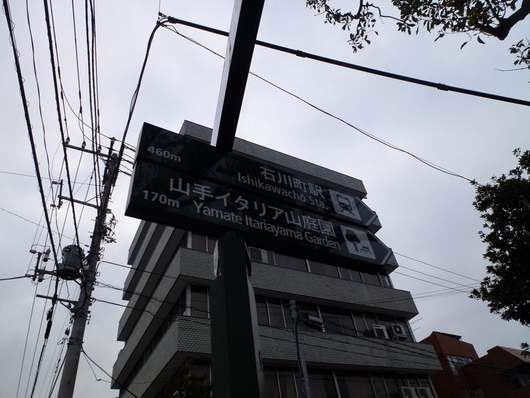 460m 石川町駅
Ishikawacho Sta.
170m 山手イタリア山庭園
Yamate Itariayama Garden